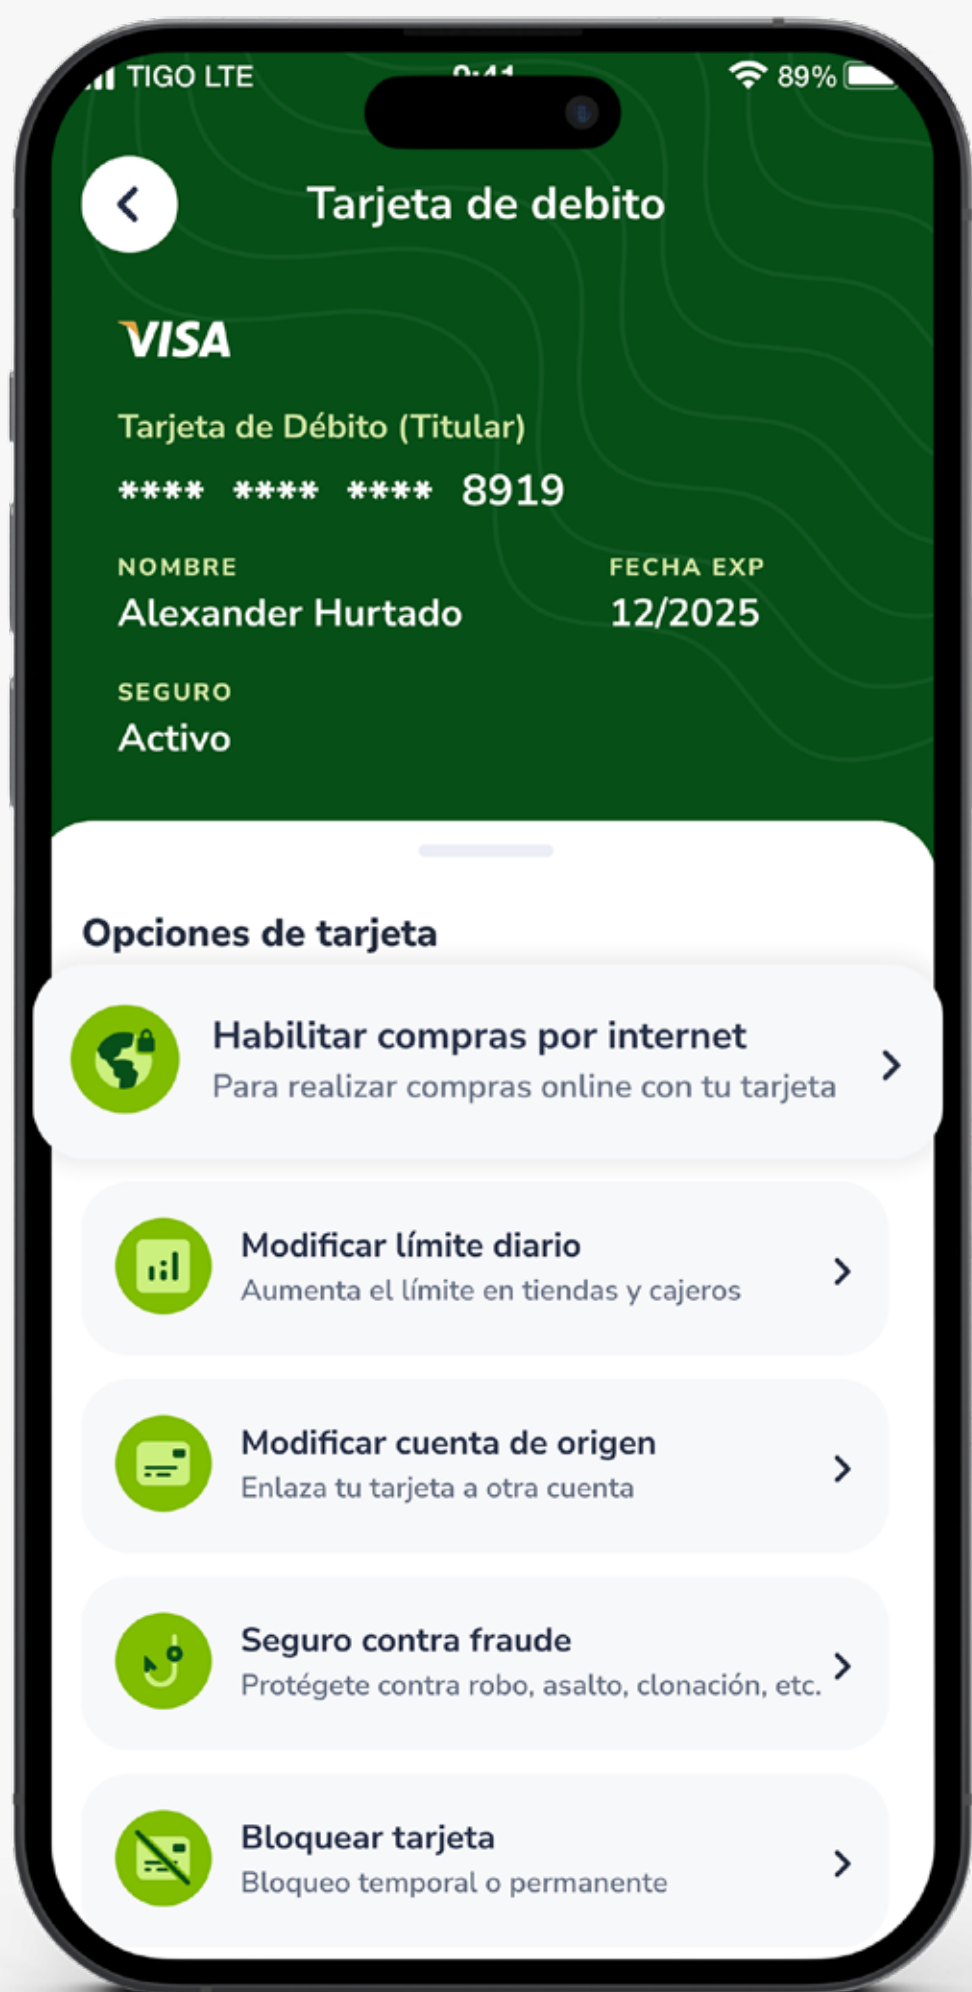 TIGO LTE 9:41 89%
Tarjeta de debito
VISA
Tarjeta de Débito (Titular)
**** **** **** 8919
NOMBRE FECHA EXP
Alexander Hurtado 12/2025
SEGURO
Activo
Opciones de tarjeta
Habilitar compras por internet
Para realizar compras online con tu tarjeta
Modificar límite diario
Aumenta el límite en tiendas y cajeros
Modificar cuenta de origen
Enlaza tu tarjeta a otra cuenta
Seguro contra fraude
Protégete contra robo, asalto, clonación, etc.
Bloquear tarjeta
Bloqueo temporal o permanente